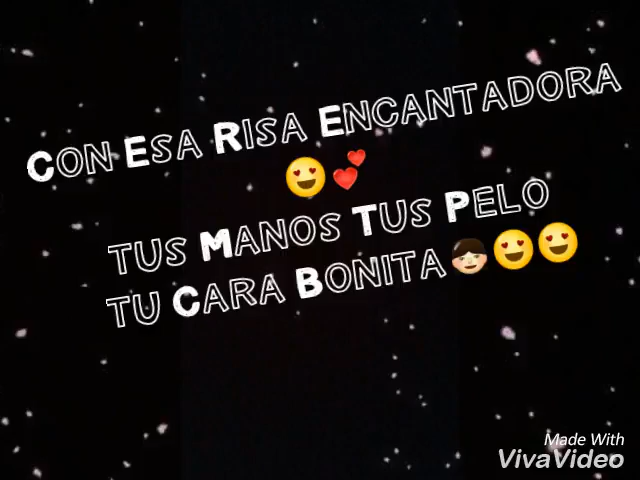 Con Esa Risa Encantadora
😍💕
tus Manos Tus Pelo
tu Cara Bonita👦😍😍
Made With
VivaVideo